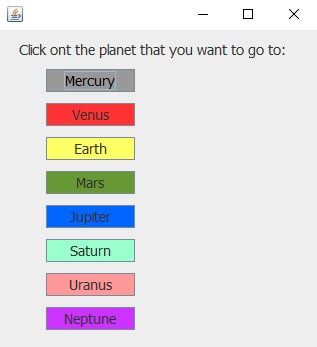 Click ont the planet that you want to go to:
Mercury
Venus
Earth
Mars
Jupiter
Saturn
Uranus
Neptune